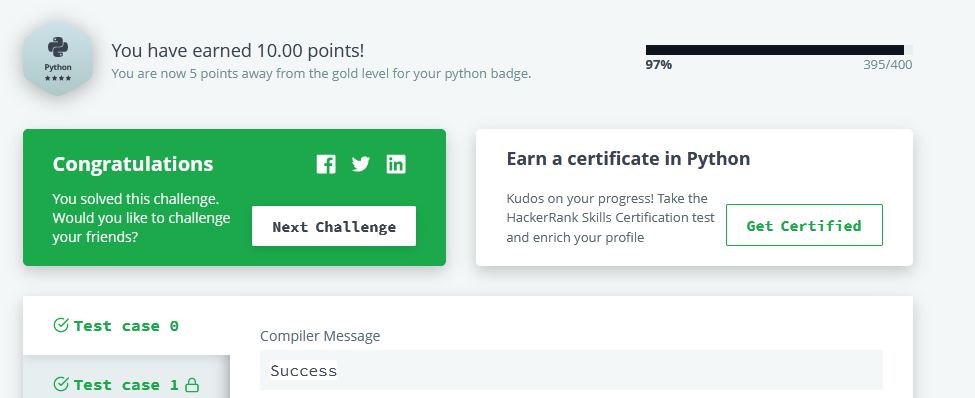 You have earned 10.00 points!
You are now 5 points away from the gold level for your python badge.
Python
97%
395/400
Congratulations
You solved this challenge.
Would you like to challenge
your friends?
Next Challenge
Earn a certificate in Python
Kudos on your progress! Take the
HackerRank Skills Certification test
and enrich your profile
Get Certified
Test case 0
Test case 1
Compiler Message
Success